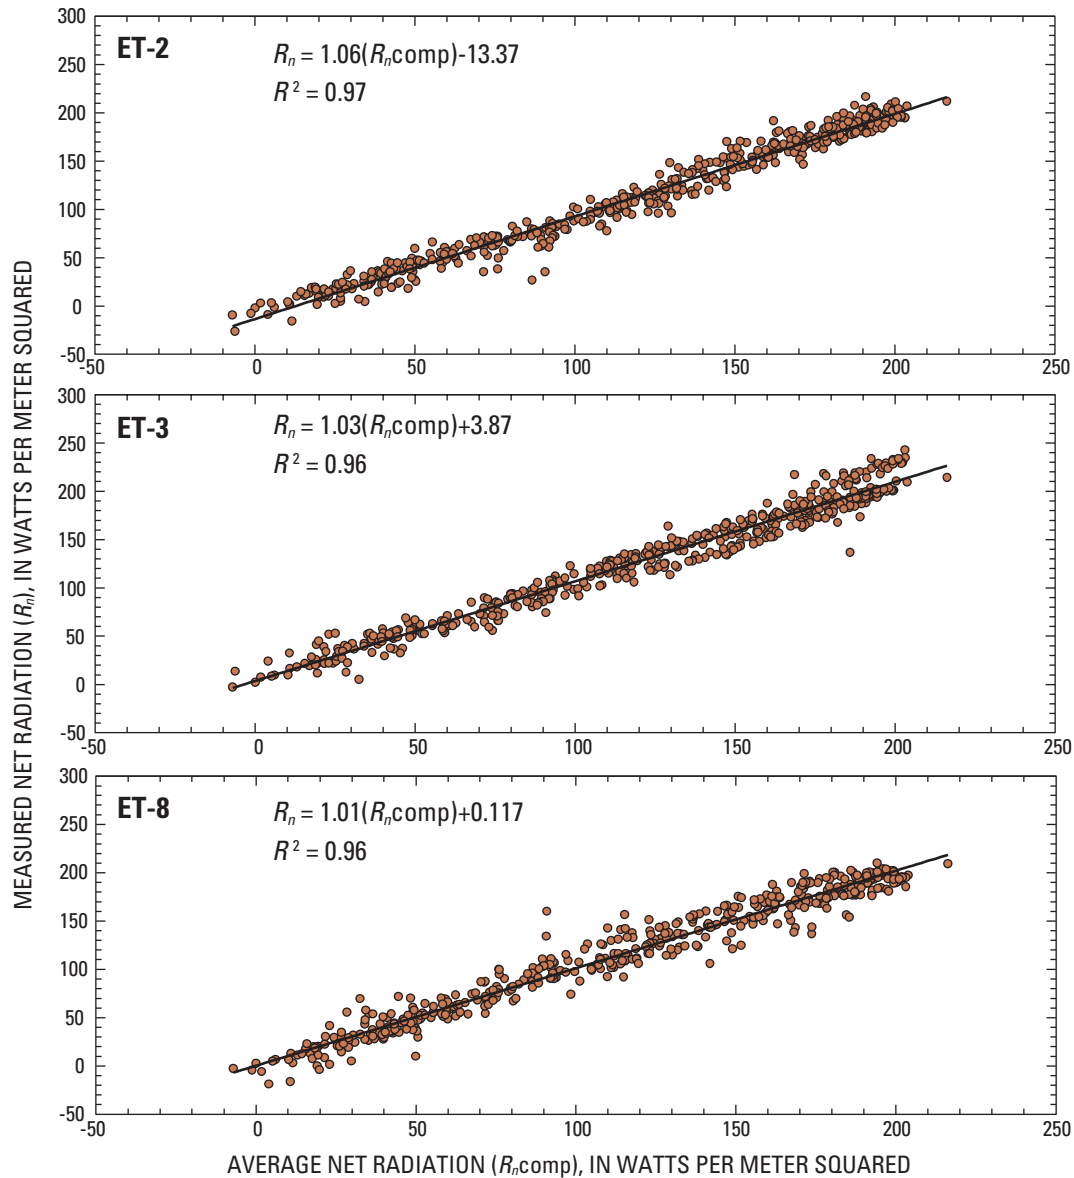 MEASURED NET RADIATION (Rn), IN WATTS PER METER SQUARED
300
250
200
150
100
50
0
-50
ET-2
Rn = 1.06(Rncomp)-13.37
R² = 0.97
-50 0 50 100 150 200 250
300
250
200
150
100
50
0
-50
ET-3
Rn = 1.03(Rncomp)+3.87
R² = 0.96
-50 0 50 100 150 200 250
300
250
200
150
100
50
0
-50
ET-8
Rn = 1.01(Rncomp)+0.117
R² = 0.96
-50 0 50 100 150 200 250
AVERAGE NET RADIATION (Rncomp), IN WATTS PER METER SQUARED